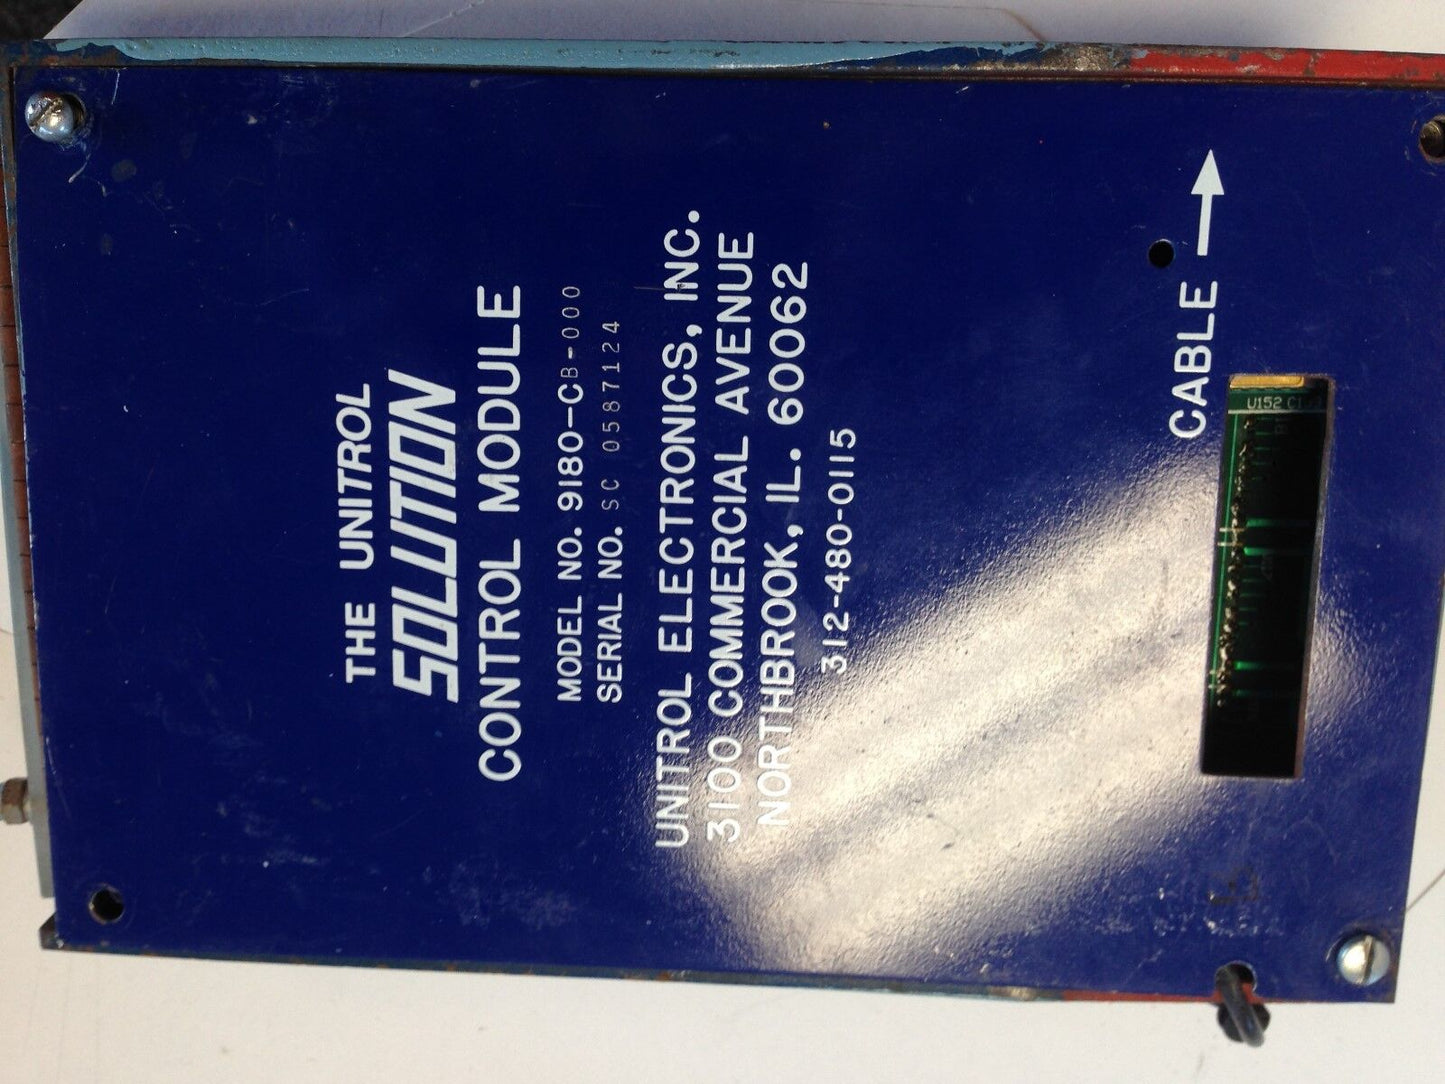 THE UNITROL
SOLUTION
CONTROL MODULE
MODEL NO. 9180-CB-000
SERIAL NO. SC 0587124
UNITROL ELECTRONICS, INC.
3100 COMMERCIAL AVENUE
NORTHBROOK, IL. 60062
312-480-0115
CABLE →
U152